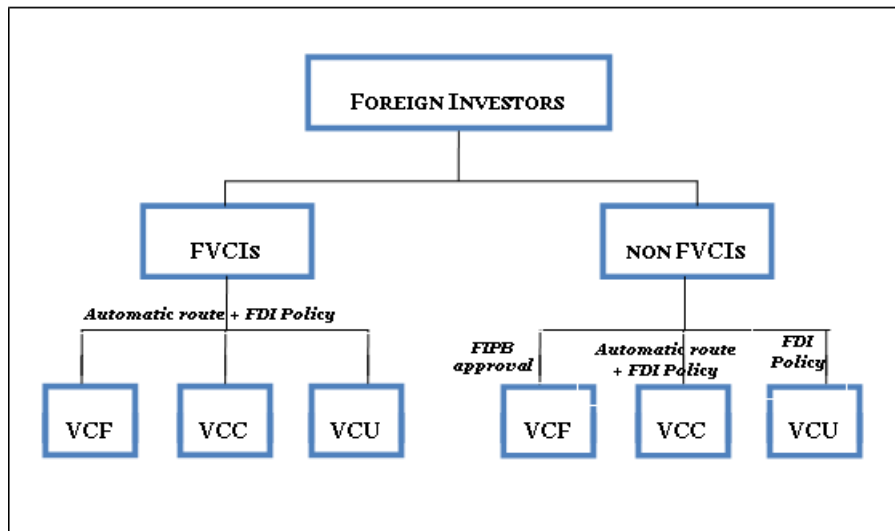 FOREIGN INVESTORS
FVCIs
NON FVCIs
Automatic route + FDI Policy
FIPB
approval
Automatic route
+ FDI Policy
FDI
Policy
VCF
VCC
VCU
VCF
VCC
VCU